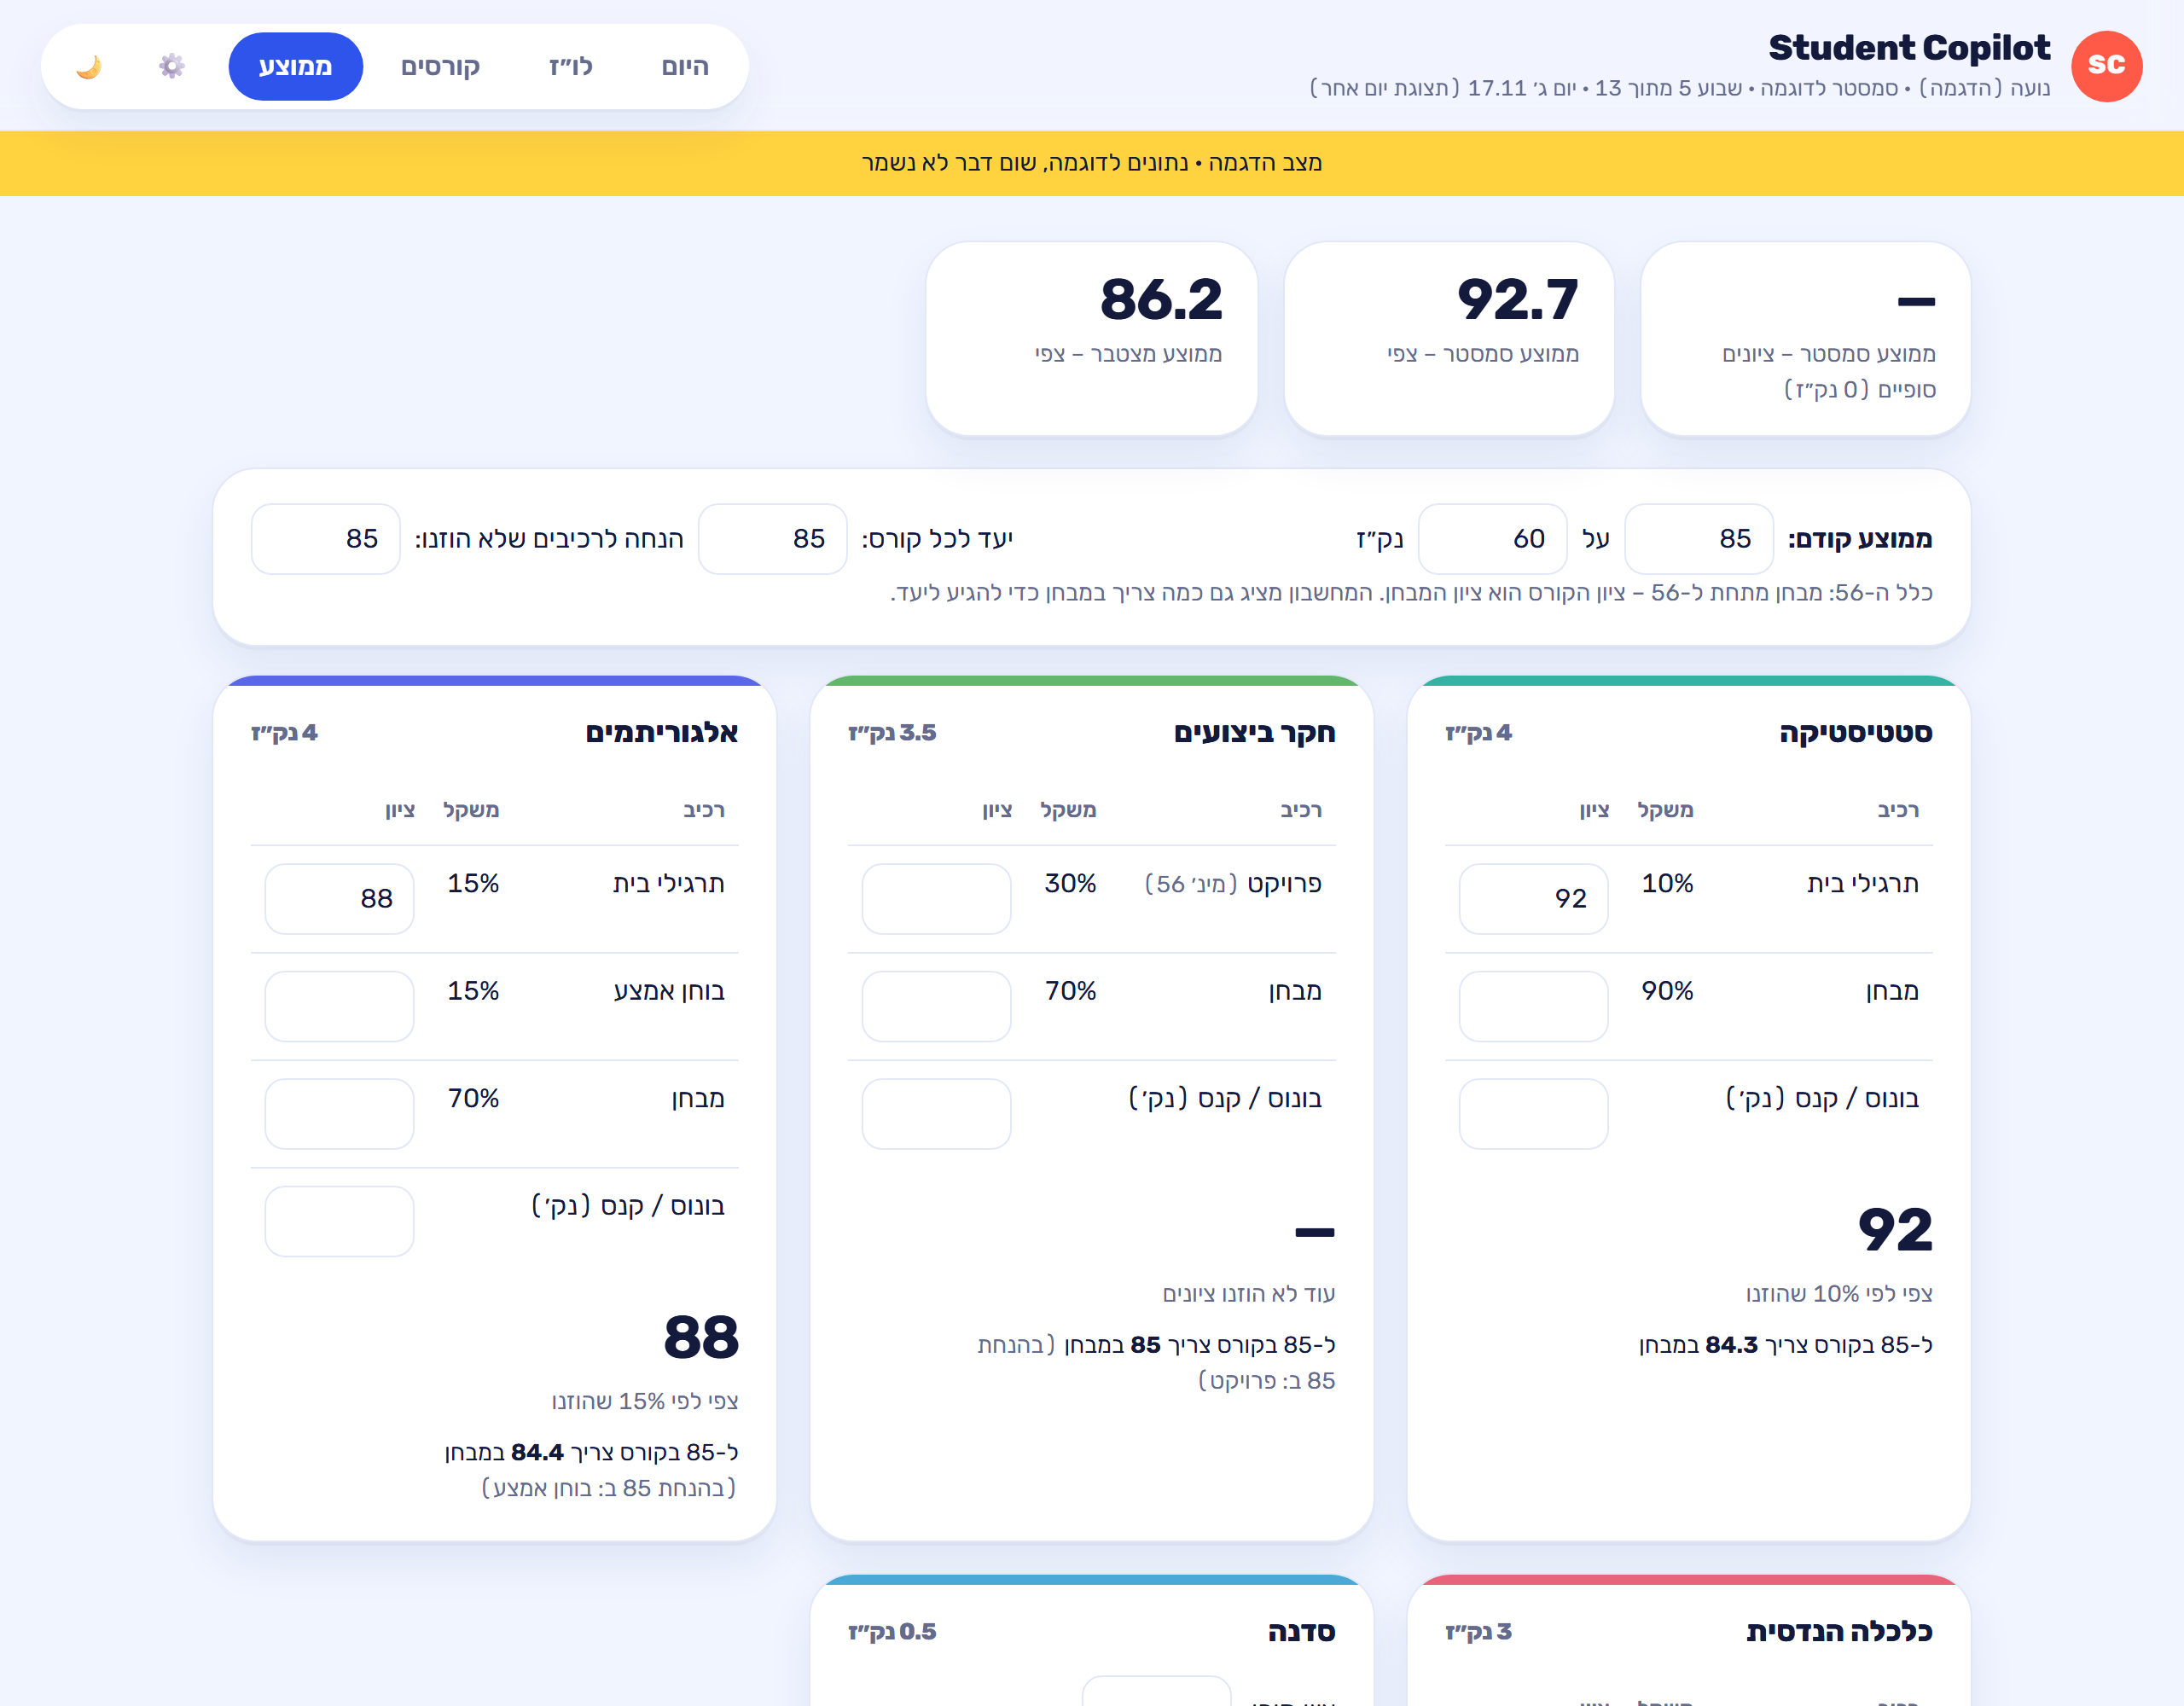 SC
Student Copilot
נועה (הדגמה) • סמסטר לדוגמה • שבוע 5 מתוך 13 • יום ג׳ 17.11 (תצוגת יום אחר)
היום
לו״ז
קורסים
ממוצע
מצב הדגמה • נתונים לדוגמה, שום דבר לא נשמר
–
ממוצע סמסטר – ציונים
סופיים (0 נק״ז)
92.7
ממוצע סמסטר – צפי
86.2
ממוצע מצטבר – צפי
ממוצע קודם: 85 על 60 נק״ז
יעד לכל קורס: 85 הנחה לרכיבים שלא הוזנו: 85
כלל ה-56: מבחן מתחת ל-56 – ציון הקורס הוא ציון המבחן. המחשבון מציג גם כמה צריך במבחן כדי להגיע ליעד.
סטטיסטיקה 4 נק״ז
רכיב משקל ציון
תרגילי בית 10% 92
מבחן 90%
בונוס / קנס (נק׳)
92
צפי לפי 10% שהוזנו
ל-85 בקורס צריך 84.3 במבחן
חקר ביצועים 3.5 נק״ז
רכיב משקל ציון
פרויקט (מינ׳ 56) 30%
מבחן 70%
בונוס / קנס (נק׳)
–
עוד לא הוזנו ציונים
ל-85 בקורס צריך 85 במבחן (בהנחת
85 ב: פרויקט)
אלגוריתמים 4 נק״ז
רכיב משקל ציון
תרגילי בית 15% 88
בוחן אמצע 15%
מבחן 70%
בונוס / קנס (נק׳)
88
צפי לפי 15% שהוזנו
ל-85 בקורס צריך 84.4 במבחן
(בהנחת 85 ב: בוחן אמצע)
כלכלה הנדסית 3 נק״ז
סדנה 0.5 נק״ז